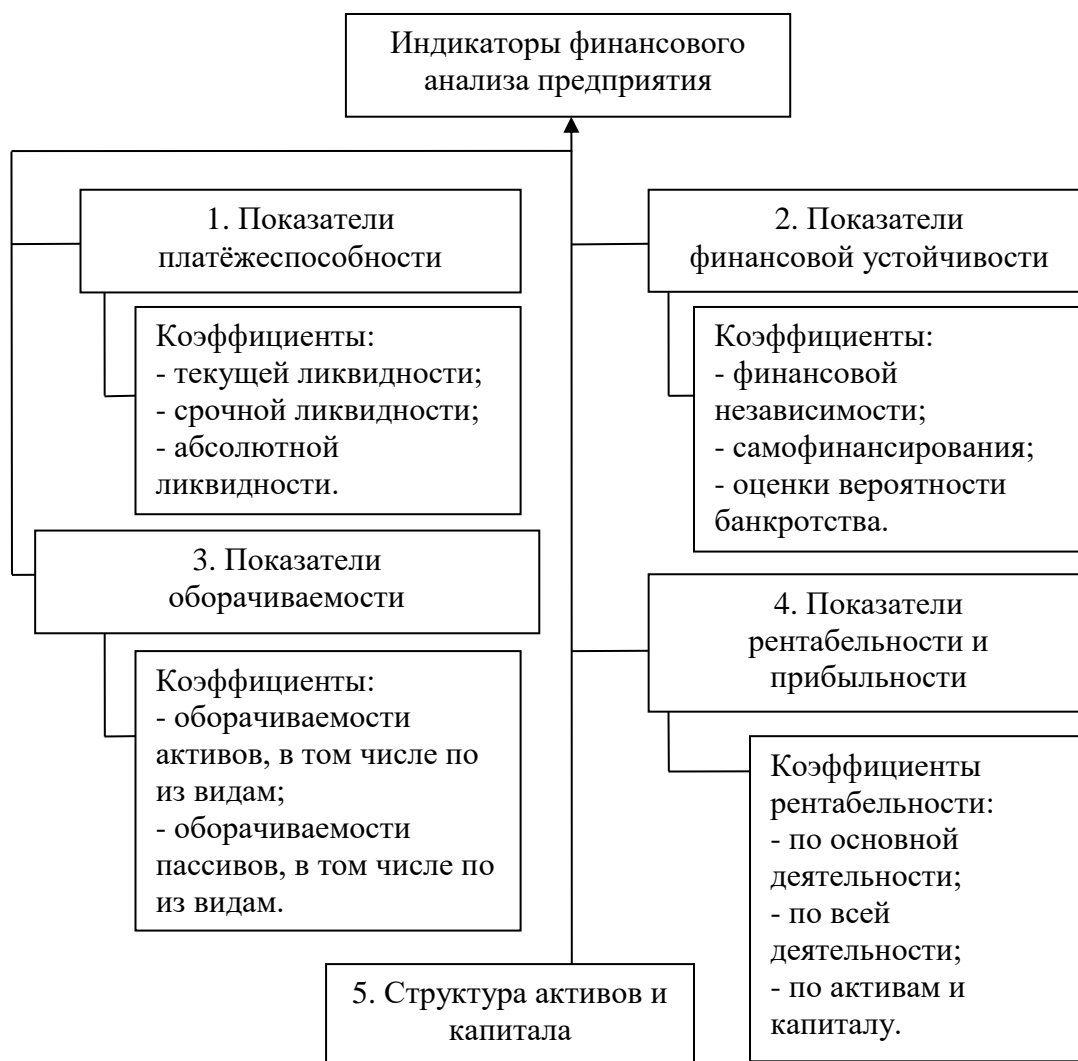 Индикаторы финансового
анализа предприятия
1. Показатели
платёжеспособности
Коэффициенты:
- текущей ликвидности;
- срочной ликвидности;
- абсолютной
ликвидности.
2. Показатели
финансовой устойчивости
Коэффициенты:
- финансовой
независимости;
- самофинансирования;
- оценки вероятности
банкротства.
3. Показатели
оборачиваемости
Коэффициенты:
- оборачиваемости
активов, в том числе по
из видам;
- оборачиваемости
пассивов, в том числе по
из видам.
4. Показатели
рентабельности и
прибыльности
Коэффициенты
рентабельности:
- по основной
деятельности;
- по всей
деятельности;
- по активам и
капиталу.
5. Структура активов и
капитала